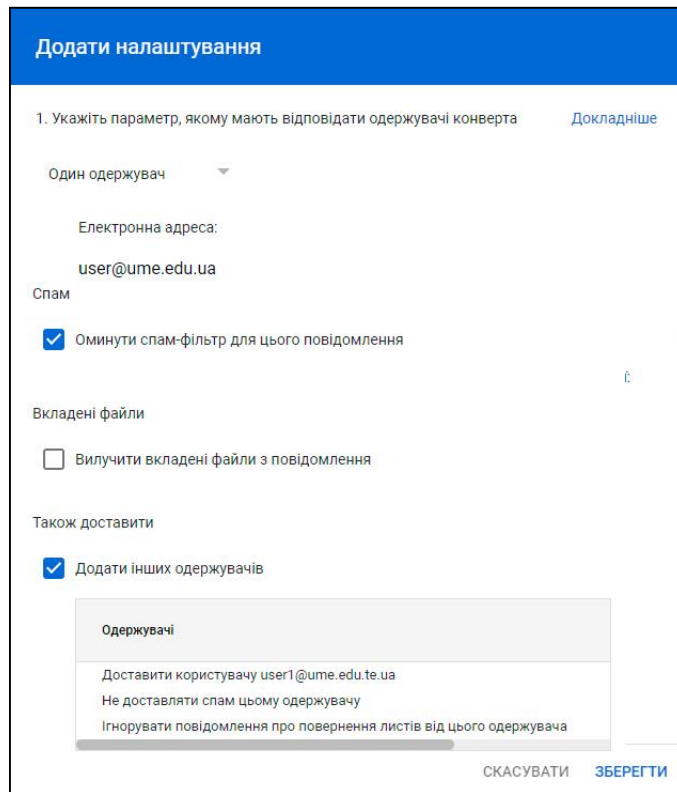 Додати налаштування
1. Укажіть параметр, якому мають відповідати одержувачі конверта Докладніше
Один одержувач
Електронна адреса:
user@ume.edu.ua
Спам
Оминути спам-фільтр для цього повідомлення
ї:
Вкладені файли
Вилучити вкладені файли з повідомлення
Також доставити
Додати інших одержувачів
Одержувачі
Доставити користувачу user1@ume.edu.te.ua
Не доставляти спам цьому одержувачу
Ігнорувати повідомлення про повернення листів від цього одержувача
СКАСУВАТИ ЗБЕРЕГТИ